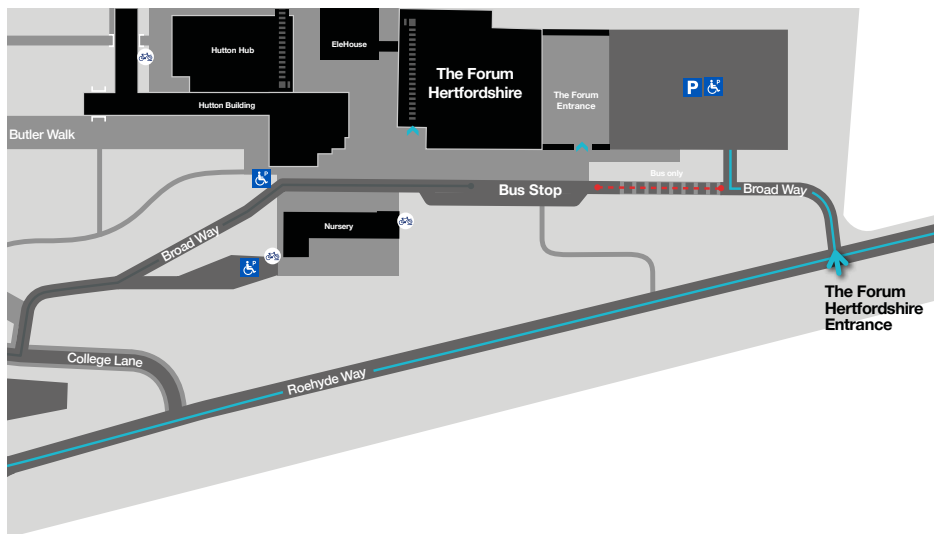 Hutton Hub
EleHouse
The Forum
Hertfordshire
The Forum
Entrance
P
P
Hutton Building
Butler Walk
Bus only
P
Bus Stop
Broad Way
Nursery
Broad Way
P
The Forum
Hertfordshire
Entrance
College Lane
Roehyde Way